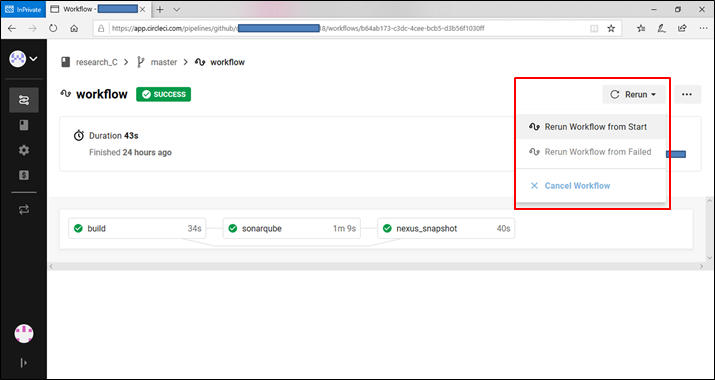 InPrivate
Workflow -
https://app.circleci.com/pipelines/github/ :8/workflows/b64ab173-c3dc-4cee-bcb5-d3b56f1030ff
research_C > master > workflow
workflow SUCCESS
Rerun
Duration 43s
Finished 24 hours ago
Rerun Workflow from Start
Rerun Workflow from Failed
Cancel Workflow
build 34s
sonarqube 1m 9s
nexus_snapshot 40s